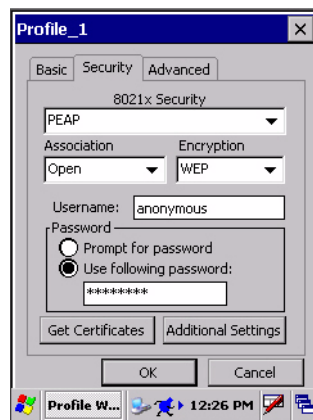 Profile_1
Basic Security Advanced
8021x Security
PEAP
Association Encryption
Open WEP
Username: anonymous
Password
Prompt for password
Use following password:
********
Get Certificates Additional Settings
OK Cancel
Profile W... 12:26 PM